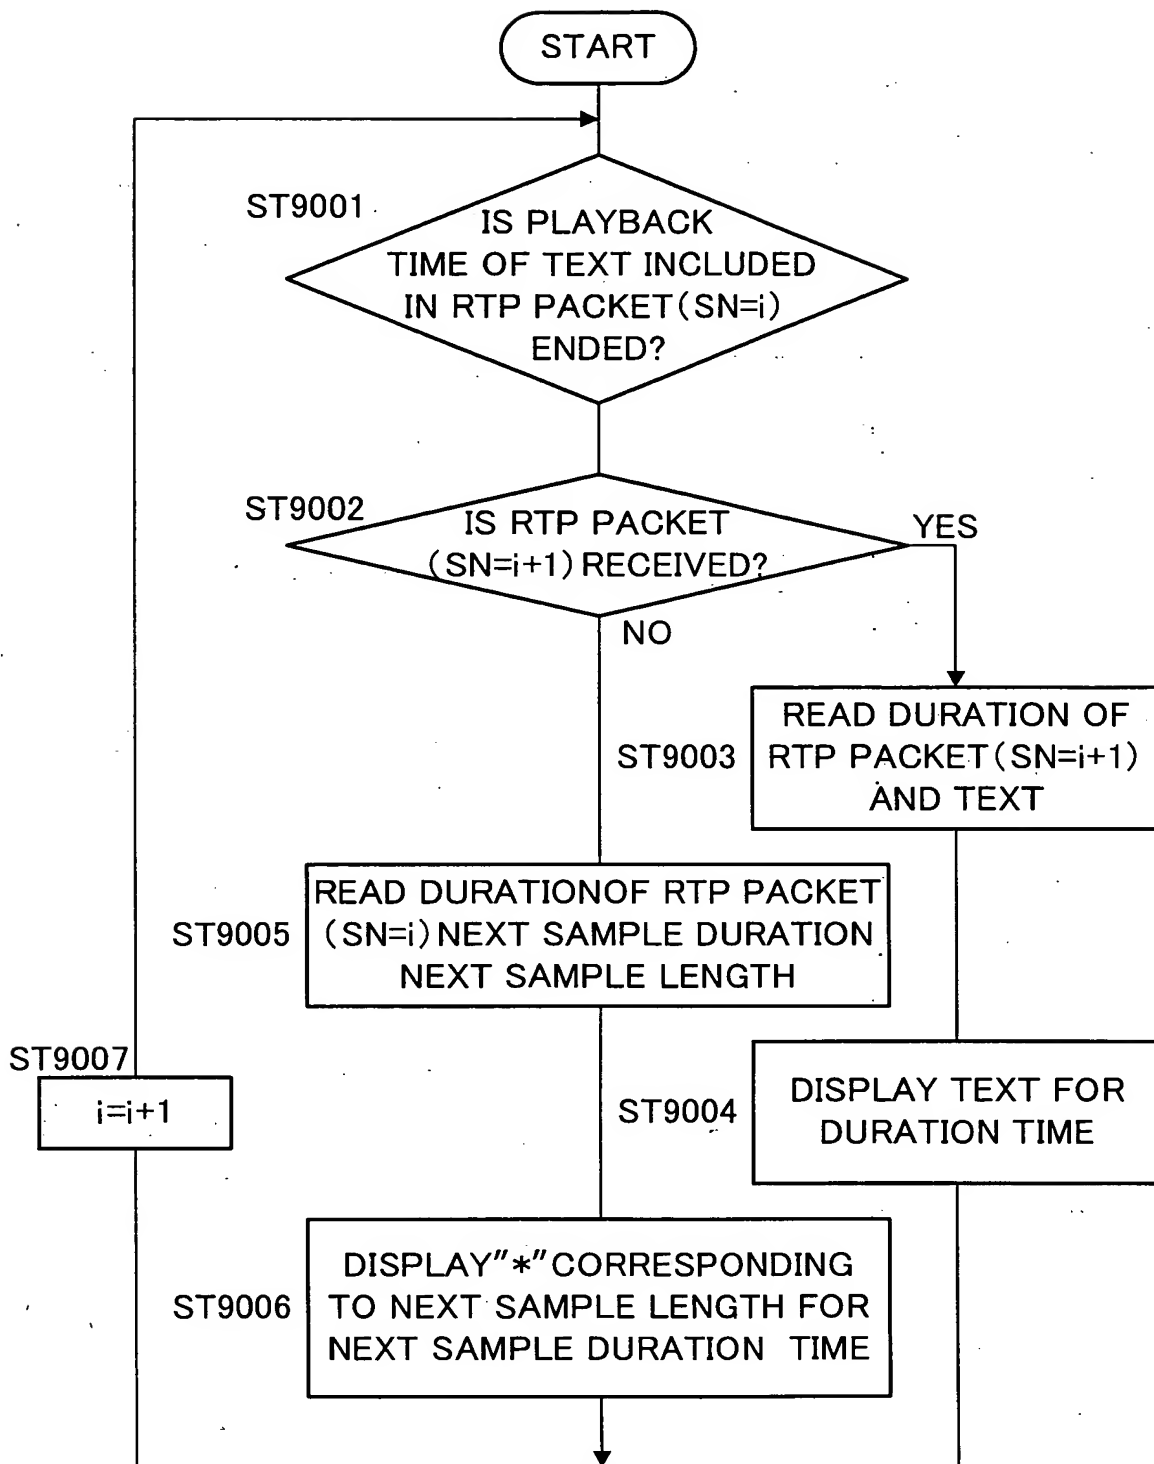 START
ST9001
IS PLAYBACK
TIME OF TEXT INCLUDED
IN RTP PACKET(SN=i)
ENDED?
ST9002
IS RTP PACKET
(SN=i+1)RECEIVED?
YES
NO
ST9003
READ DURATION OF
RTP PACKET(SN=i+1)
AND TEXT
ST9005
READ DURATIONOF RTP PACKET
(SN=i)NEXT SAMPLE DURATION
NEXT SAMPLE LENGTH
ST9007
i=i+1
ST9004
DISPLAY TEXT FOR
DURATION TIME
ST9006
DISPLAY"*"CORRESPONDING
TO NEXT SAMPLE LENGTH FOR
NEXT SAMPLE DURATION TIME